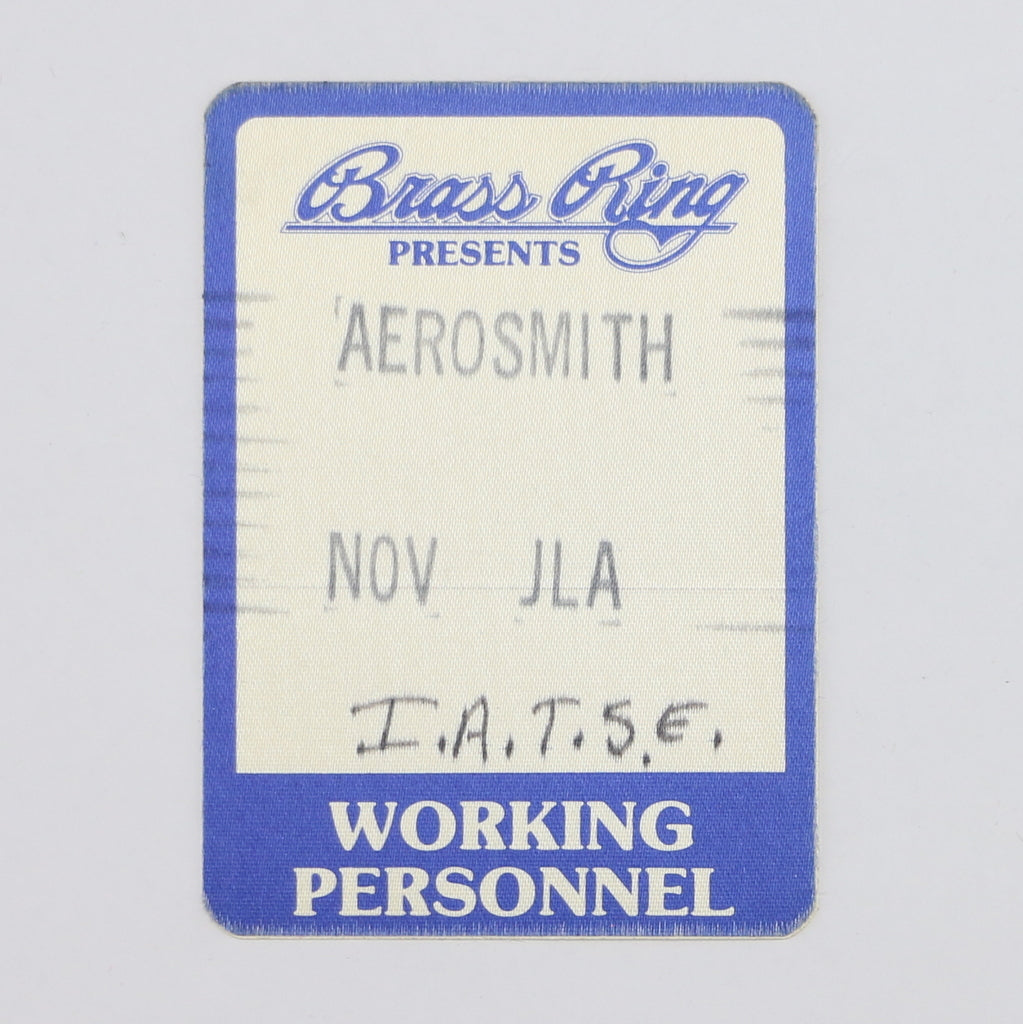 Brass Ring
PRESENTS
AEROSMITH
NOV JLA
I.A.T.S.E.
WORKING
PERSONNEL